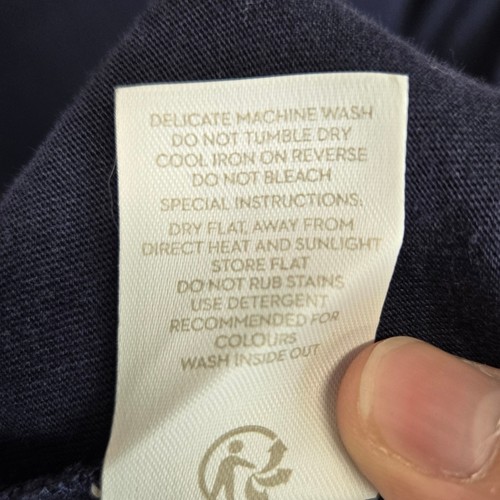 DELICATE MACHINE WASH
DO NOT TUMBLE DRY
COOL IRON ON REVERSE
DO NOT BLEACH
SPECIAL INSTRUCTIONS:
DRY FLAT, AWAY FROM
DIRECT HEAT AND SUNLIGHT
STORE FLAT
DO NOT RUB STAINS
USE DETERGENT
RECOMMENDED FOR
COLOURS
WASH INSIDE OUT